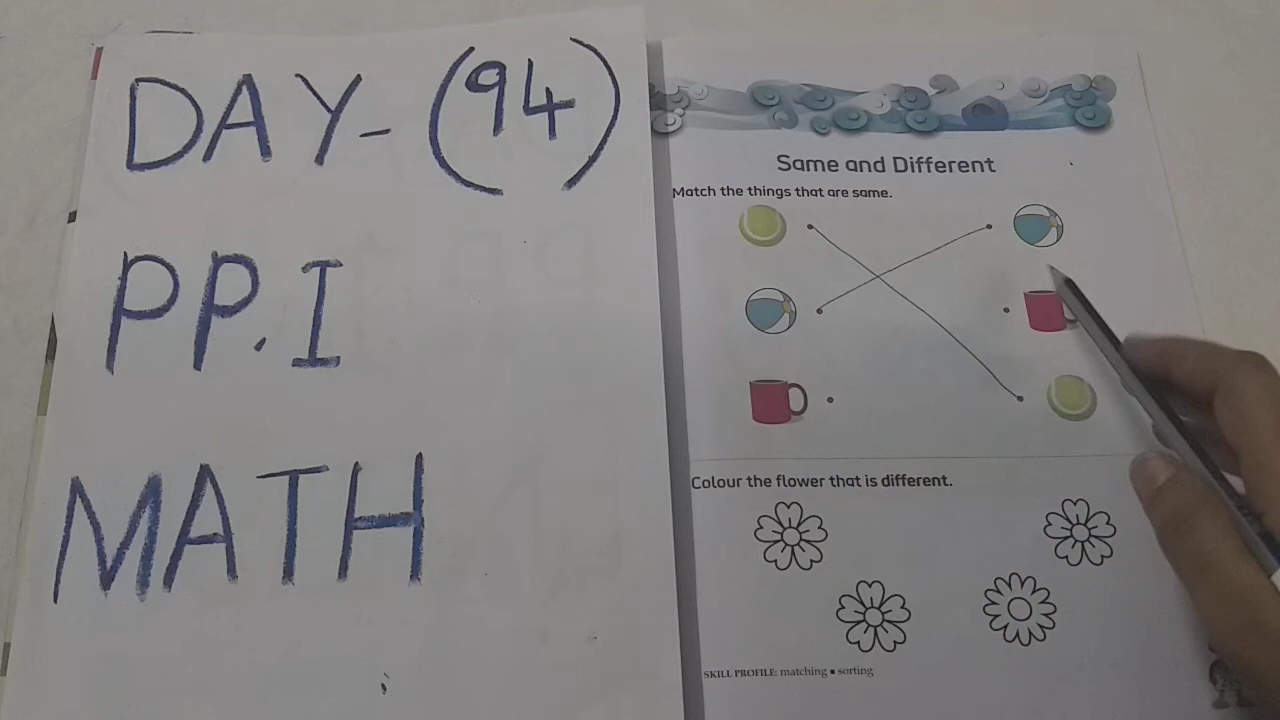 DAY-(94)
PP.I
MATH
Same and Different
Match the things that are same.
Colour the flower that is different.
SKILL PROFILE: matching ▪ sorting